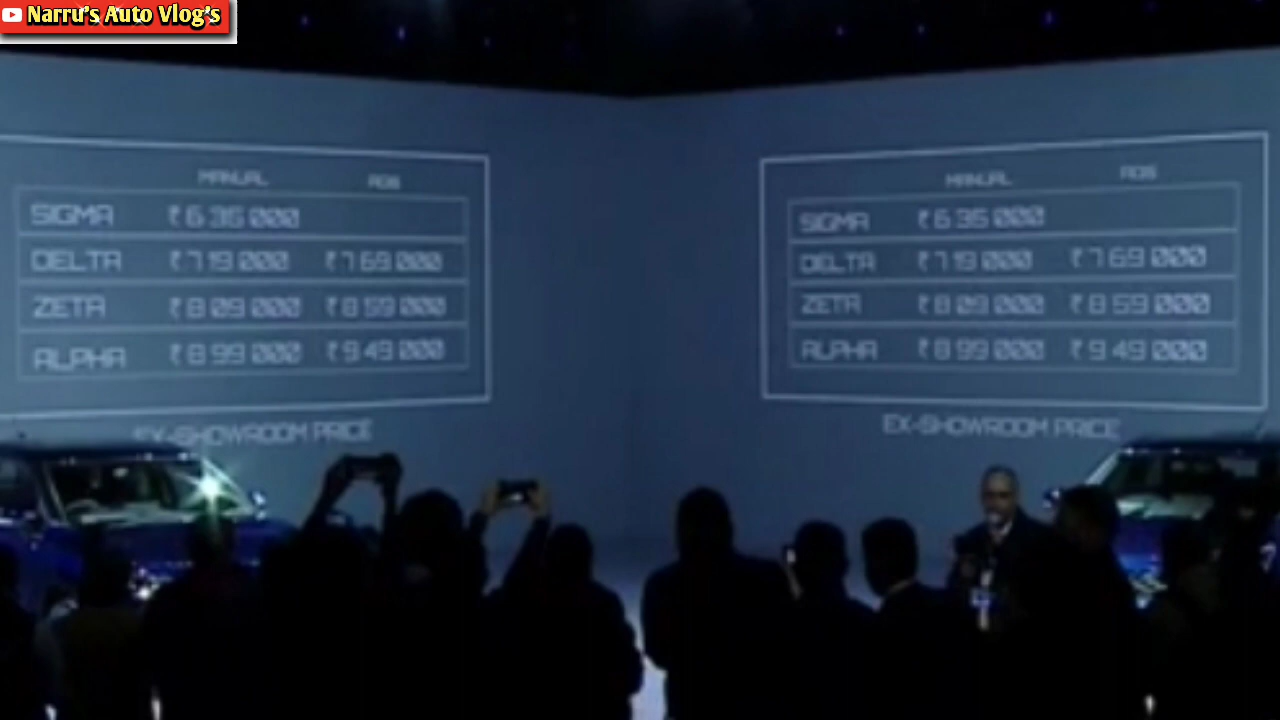 Narru's Auto Vlog's
MANUAL AGS
SIGMA ₹6 35 000
DELTA ₹7 19 000 ₹7 69 000
ZETA ₹8 09 000 ₹8 59 000
ALPHA ₹8 99 000 ₹9 49 000
EX-SHOWROOM PRICE
MANUAL AGS
SIGMA ₹6 35 000
DELTA ₹7 19 000 ₹7 69 000
ZETA ₹8 09 000 ₹8 59 000
ALPHA ₹8 99 000 ₹9 49 000
EX-SHOWROOM PRICE